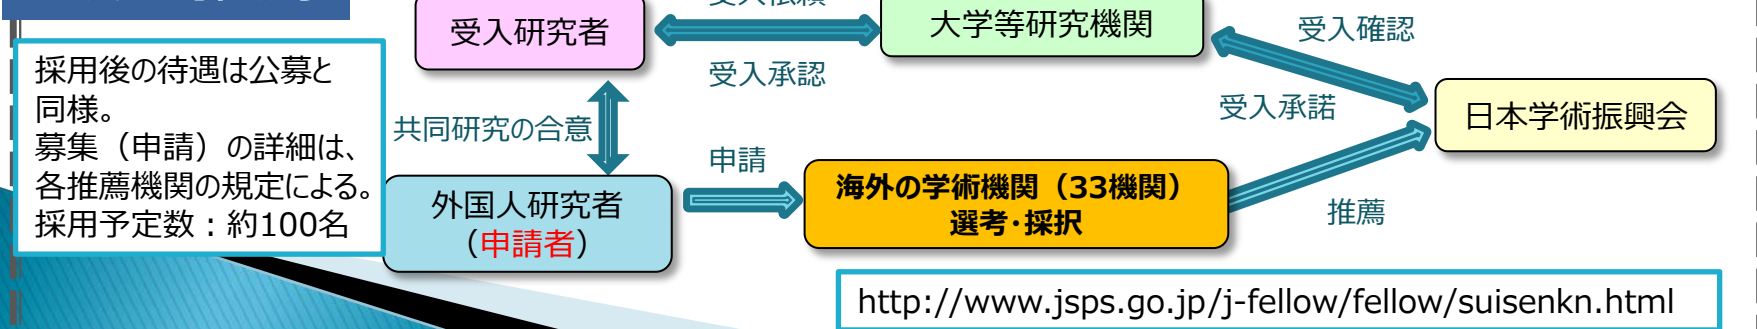 受入研究者
大学等研究機関
受入確認
採用後の待遇は公募と
同様。
募集（申請）の詳細は、
各推薦機関の規定による。
採用予定数：約100名
受入承認
受入承諾
日本学術振興会
共同研究の合意
申請
外国人研究者
（申請者）
海外の学術機関（33機関）
選考･採択
推薦
http://www.jsps.go.jp/j-fellow/fellow/suisenkn.html